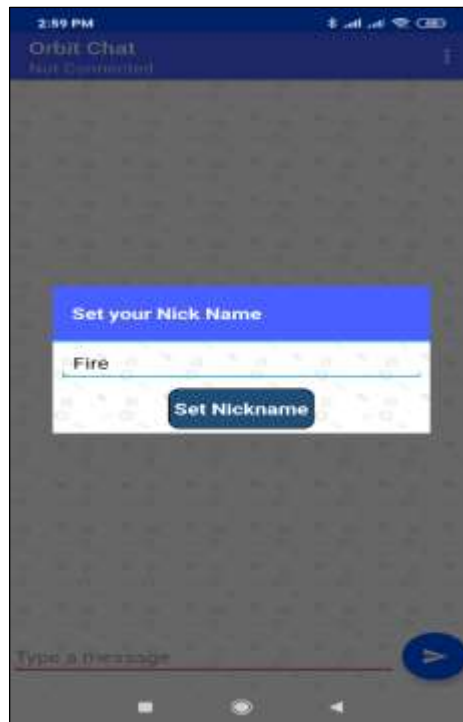 2:59 PM
Orbit Chat
Not Connected
Set your Nick Name
Fire
Set Nickname
Type a message